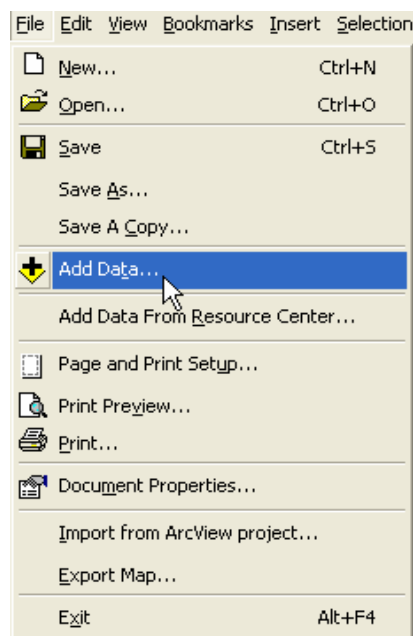 File Edit View Bookmarks Insert Selection
New... Ctrl+N
Open... Ctrl+O
Save Ctrl+S
Save As...
Save A Copy...
Add Data...
Add Data From Resource Center...
Page and Print Setup...
Print Preview...
Print...
Document Properties...
Import from ArcView project...
Export Map...
Exit Alt+F4